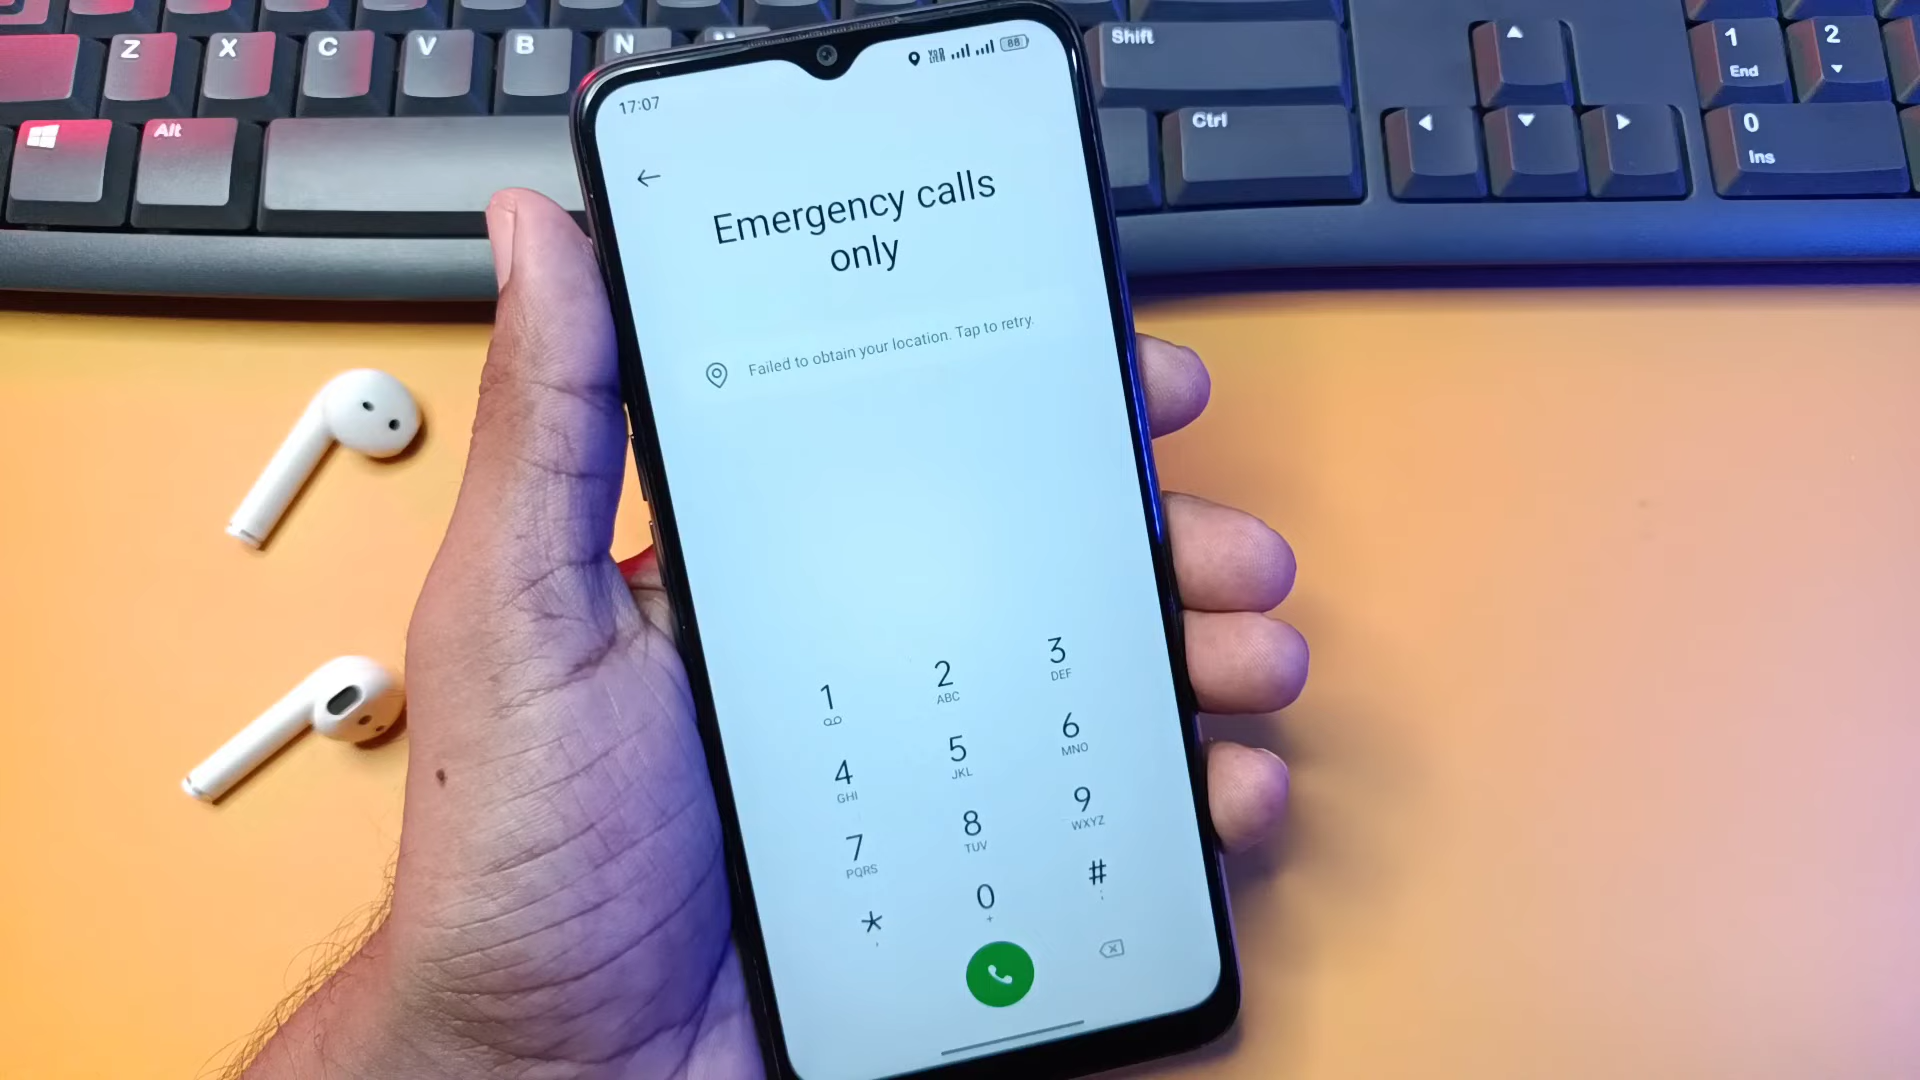 Z X C V B N
Shift
1
End
2
Alt
Ctrl
0
Ins
17:07
88
Emergency calls
only
Failed to obtain your location. Tap to retry.
1
2
ABC
3
DEF
4
GHI
5
JKL
6
MNO
7
PQRS
8
TUV
9
WXYZ
*
,
0
+
#
;